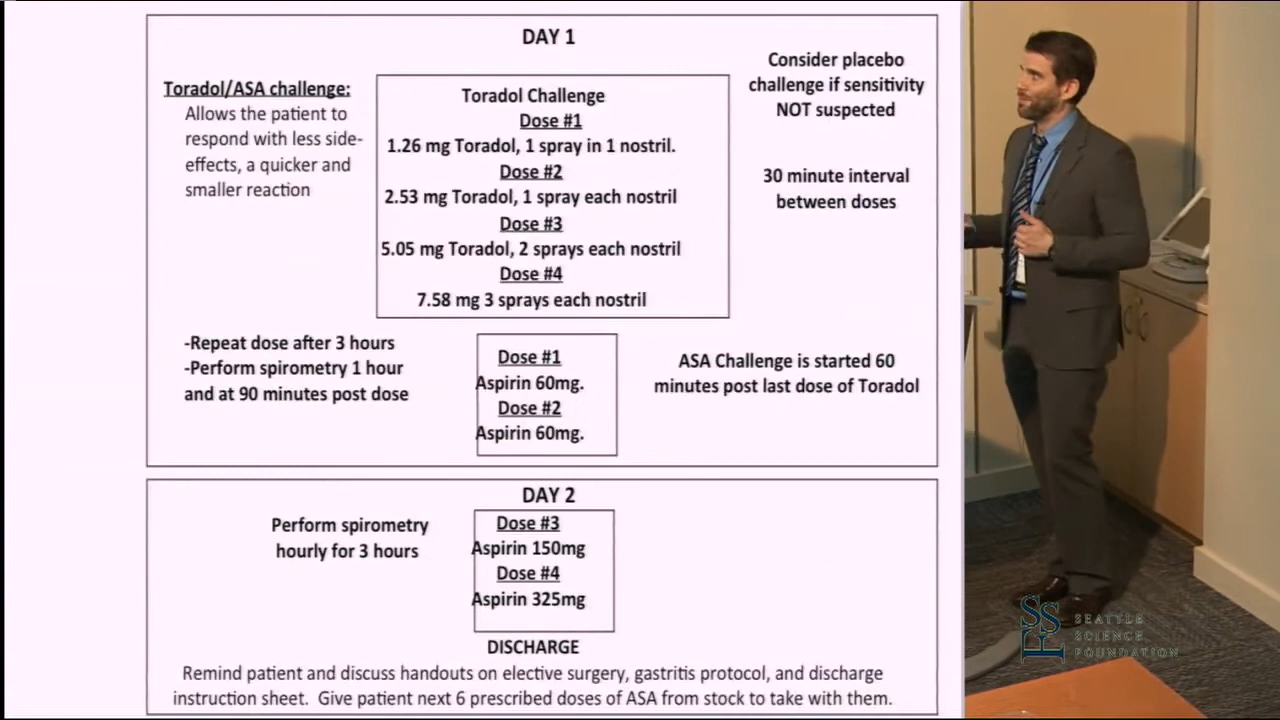 DAY 1
Toradol/ASA challenge:
Allows the patient to
respond with less side-
effects, a quicker and
smaller reaction
Toradol Challenge
Dose #1
1.26 mg Toradol, 1 spray in 1 nostril.
Dose #2
2.53 mg Toradol, 1 spray each nostril
Dose #3
5.05 mg Toradol, 2 sprays each nostril
Dose #4
7.58 mg 3 sprays each nostril
Consider placebo
challenge if sensitivity
NOT suspected
30 minute interval
between doses
-Repeat dose after 3 hours
-Perform spirometry 1 hour
and at 90 minutes post dose
Dose #1
Aspirin 60mg.
Dose #2
Aspirin 60mg.
ASA Challenge is started 60
minutes post last dose of Toradol
DAY 2
Perform spirometry
hourly for 3 hours
Dose #3
Aspirin 150mg
Dose #4
Aspirin 325mg
DISCHARGE
Remind patient and discuss handouts on elective surgery, gastritis protocol, and discharge
instruction sheet. Give patient next 6 prescribed doses of ASA from stock to take with them.
SSF
SEATTLE
SCIENCE
FOUNDATION